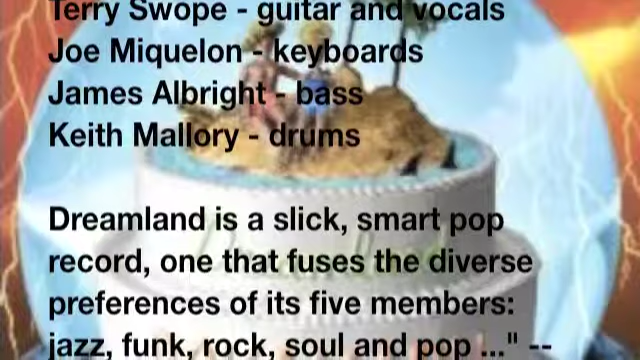 Terry Swope - guitar and vocals
Joe Miquelon - keyboards
James Albright - bass
Keith Mallory - drums
Dreamland is a slick, smart pop
record, one that fuses the diverse
preferences of its five members:
jazz, funk, rock, soul and pop ..." --